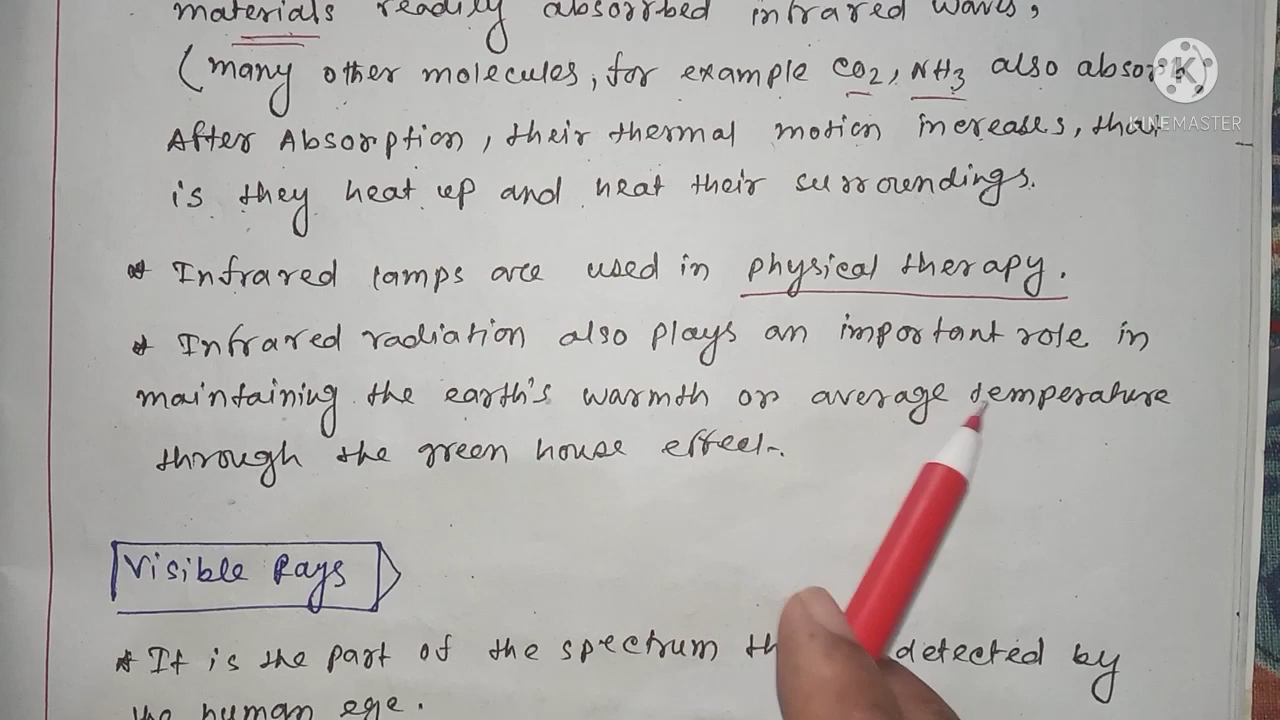 materials readily absorbed infrared waves,
(many other molecules, for example CO2, NH3 also absorb)
After Absorption, their thermal motion increases, that
is they heat up and heat their surroundings.
* Infrared lamps are used in physical therapy.
* Infrared radiation also plays an important role in
maintaining the earth's warmth or average temperature
through the green house effect.
Visible Rays
* It is the part of the spectrum detected by
the human eye.
K
KINEMASTER